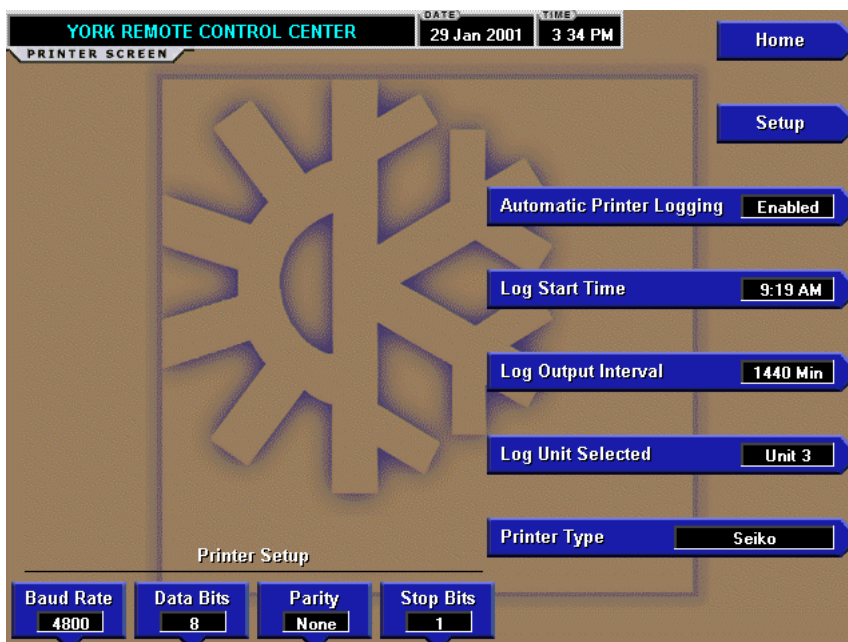 DATE
TIME
YORK REMOTE CONTROL CENTER
29 Jan 2001
3 34 PM
PRINTER SCREEN
Home
Setup
Automatic Printer Logging
Enabled
Log Start Time
9:19 AM
Log Output Interval
1440 Min
Log Unit Selected
Unit 3
Printer Type
Seiko
Printer Setup
Baud Rate
4800
Data Bits
8
Parity
None
Stop Bits
1